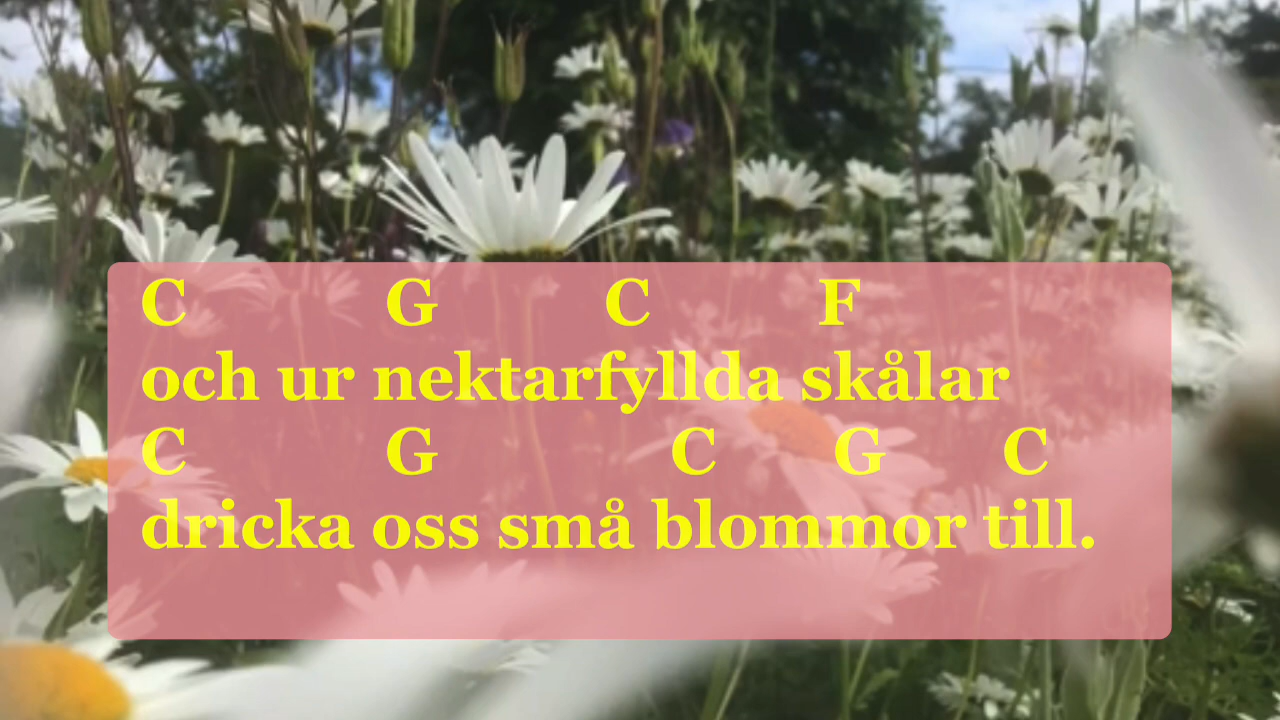 C G C F
och ur nektarfyllda skålar
C G C G C
dricka oss små blommor till.